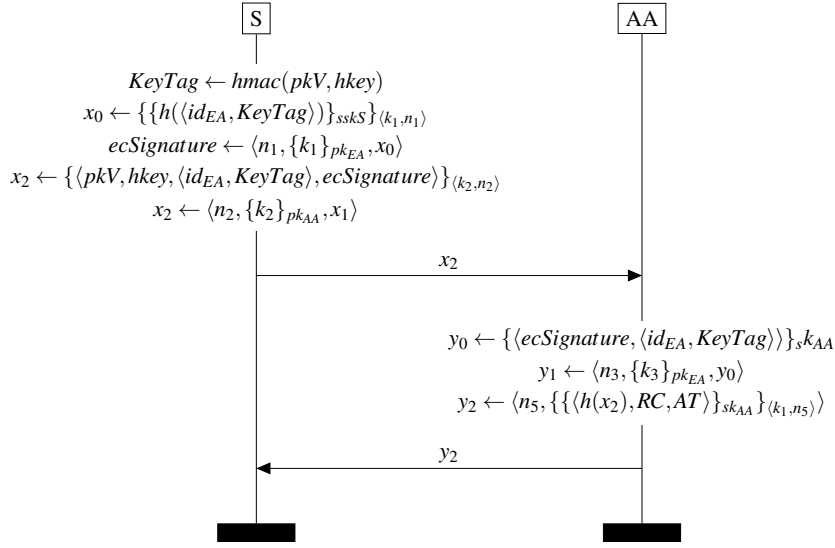 S AA
KeyTag ← hmac(pkV, hkey)
x₀ ← {{h(⟨id_EA, KeyTag⟩)}_sskS}_⟨k₁,n₁⟩
ecSignature ← ⟨n₁, {k₁}_pk_EA, x₀⟩
x₂ ← {⟨pkV, hkey, ⟨id_EA, KeyTag⟩, ecSignature⟩}_⟨k₂,n₂⟩
x₂ ← ⟨n₂, {k₂}_pk_AA, x₁⟩
x₂
y₀ ← {⟨ecSignature, ⟨id_EA, KeyTag⟩⟩}_s k_AA
y₁ ← ⟨n₃, {k₃}_pk_EA, y₀⟩
y₂ ← ⟨n₅, {{⟨h(x₂), RC, AT⟩}_sk_AA}_⟨k₁,n₅⟩⟩
y₂